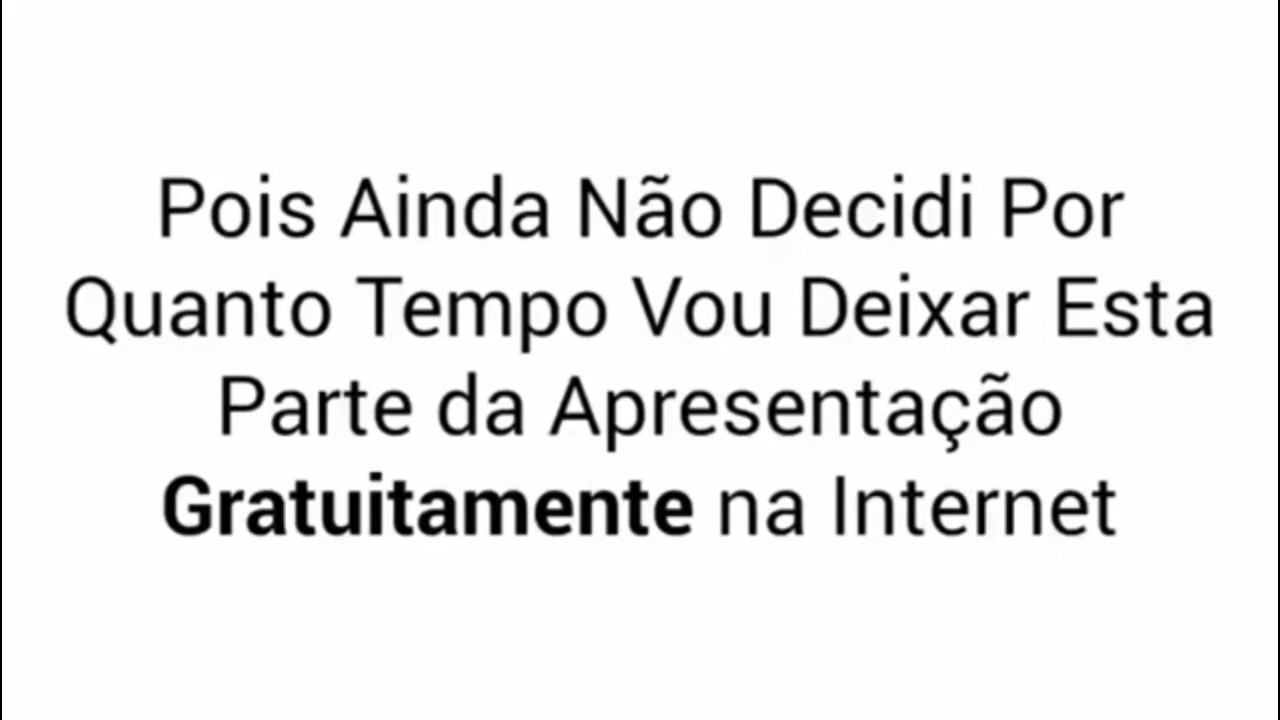 Pois Ainda Não Decidi Por
Quanto Tempo Vou Deixar Esta
Parte da Apresentação
Gratuitamente na Internet